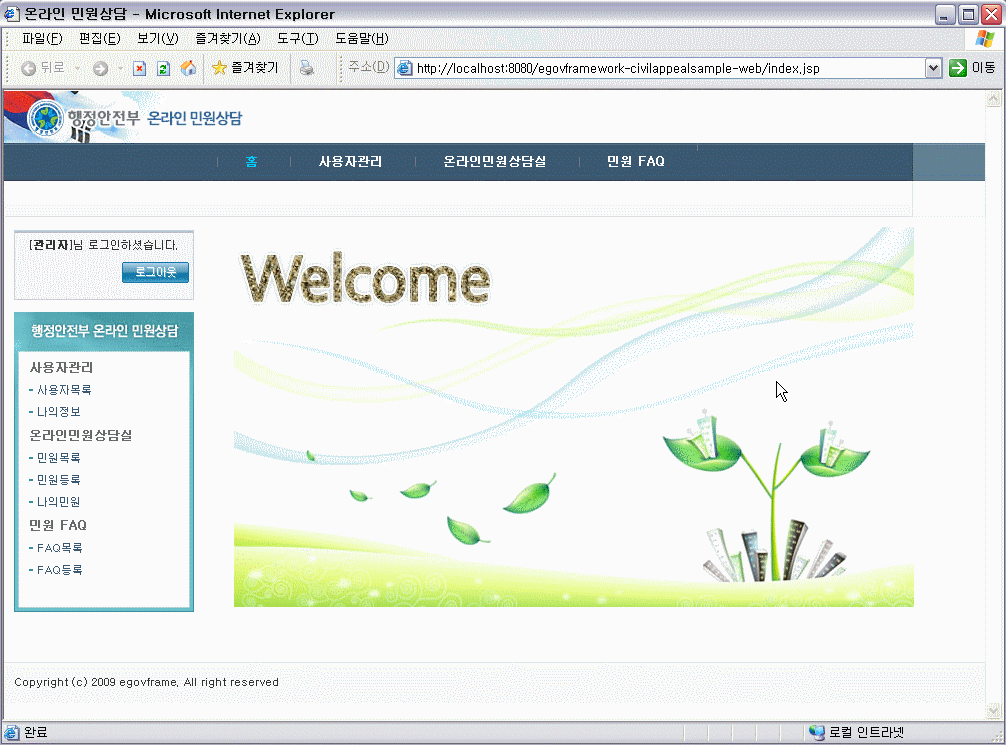 온라인 민원상담 - Microsoft Internet Explorer
파일(F) 편집(E) 보기(V) 즐겨찾기(A) 도구(T) 도움말(H)
뒤로 즐겨찾기 주소(D) http://localhost:8080/egovframework-civilappealsample-web/index.jsp 이동
행정안전부 온라인 민원상담
홈 사용자관리 온라인민원상담실 민원 FAQ
[관리자]님 로그인하셨습니다.
로그아웃
Welcome
행정안전부 온라인 민원상담
사용자관리
- 사용자목록
- 나의정보
온라인민원상담실
- 민원목록
- 민원등록
- 나의민원
민원 FAQ
- FAQ목록
- FAQ등록
Copyright (c) 2009 egovframe. All right reserved
완료 로컬 인트라넷